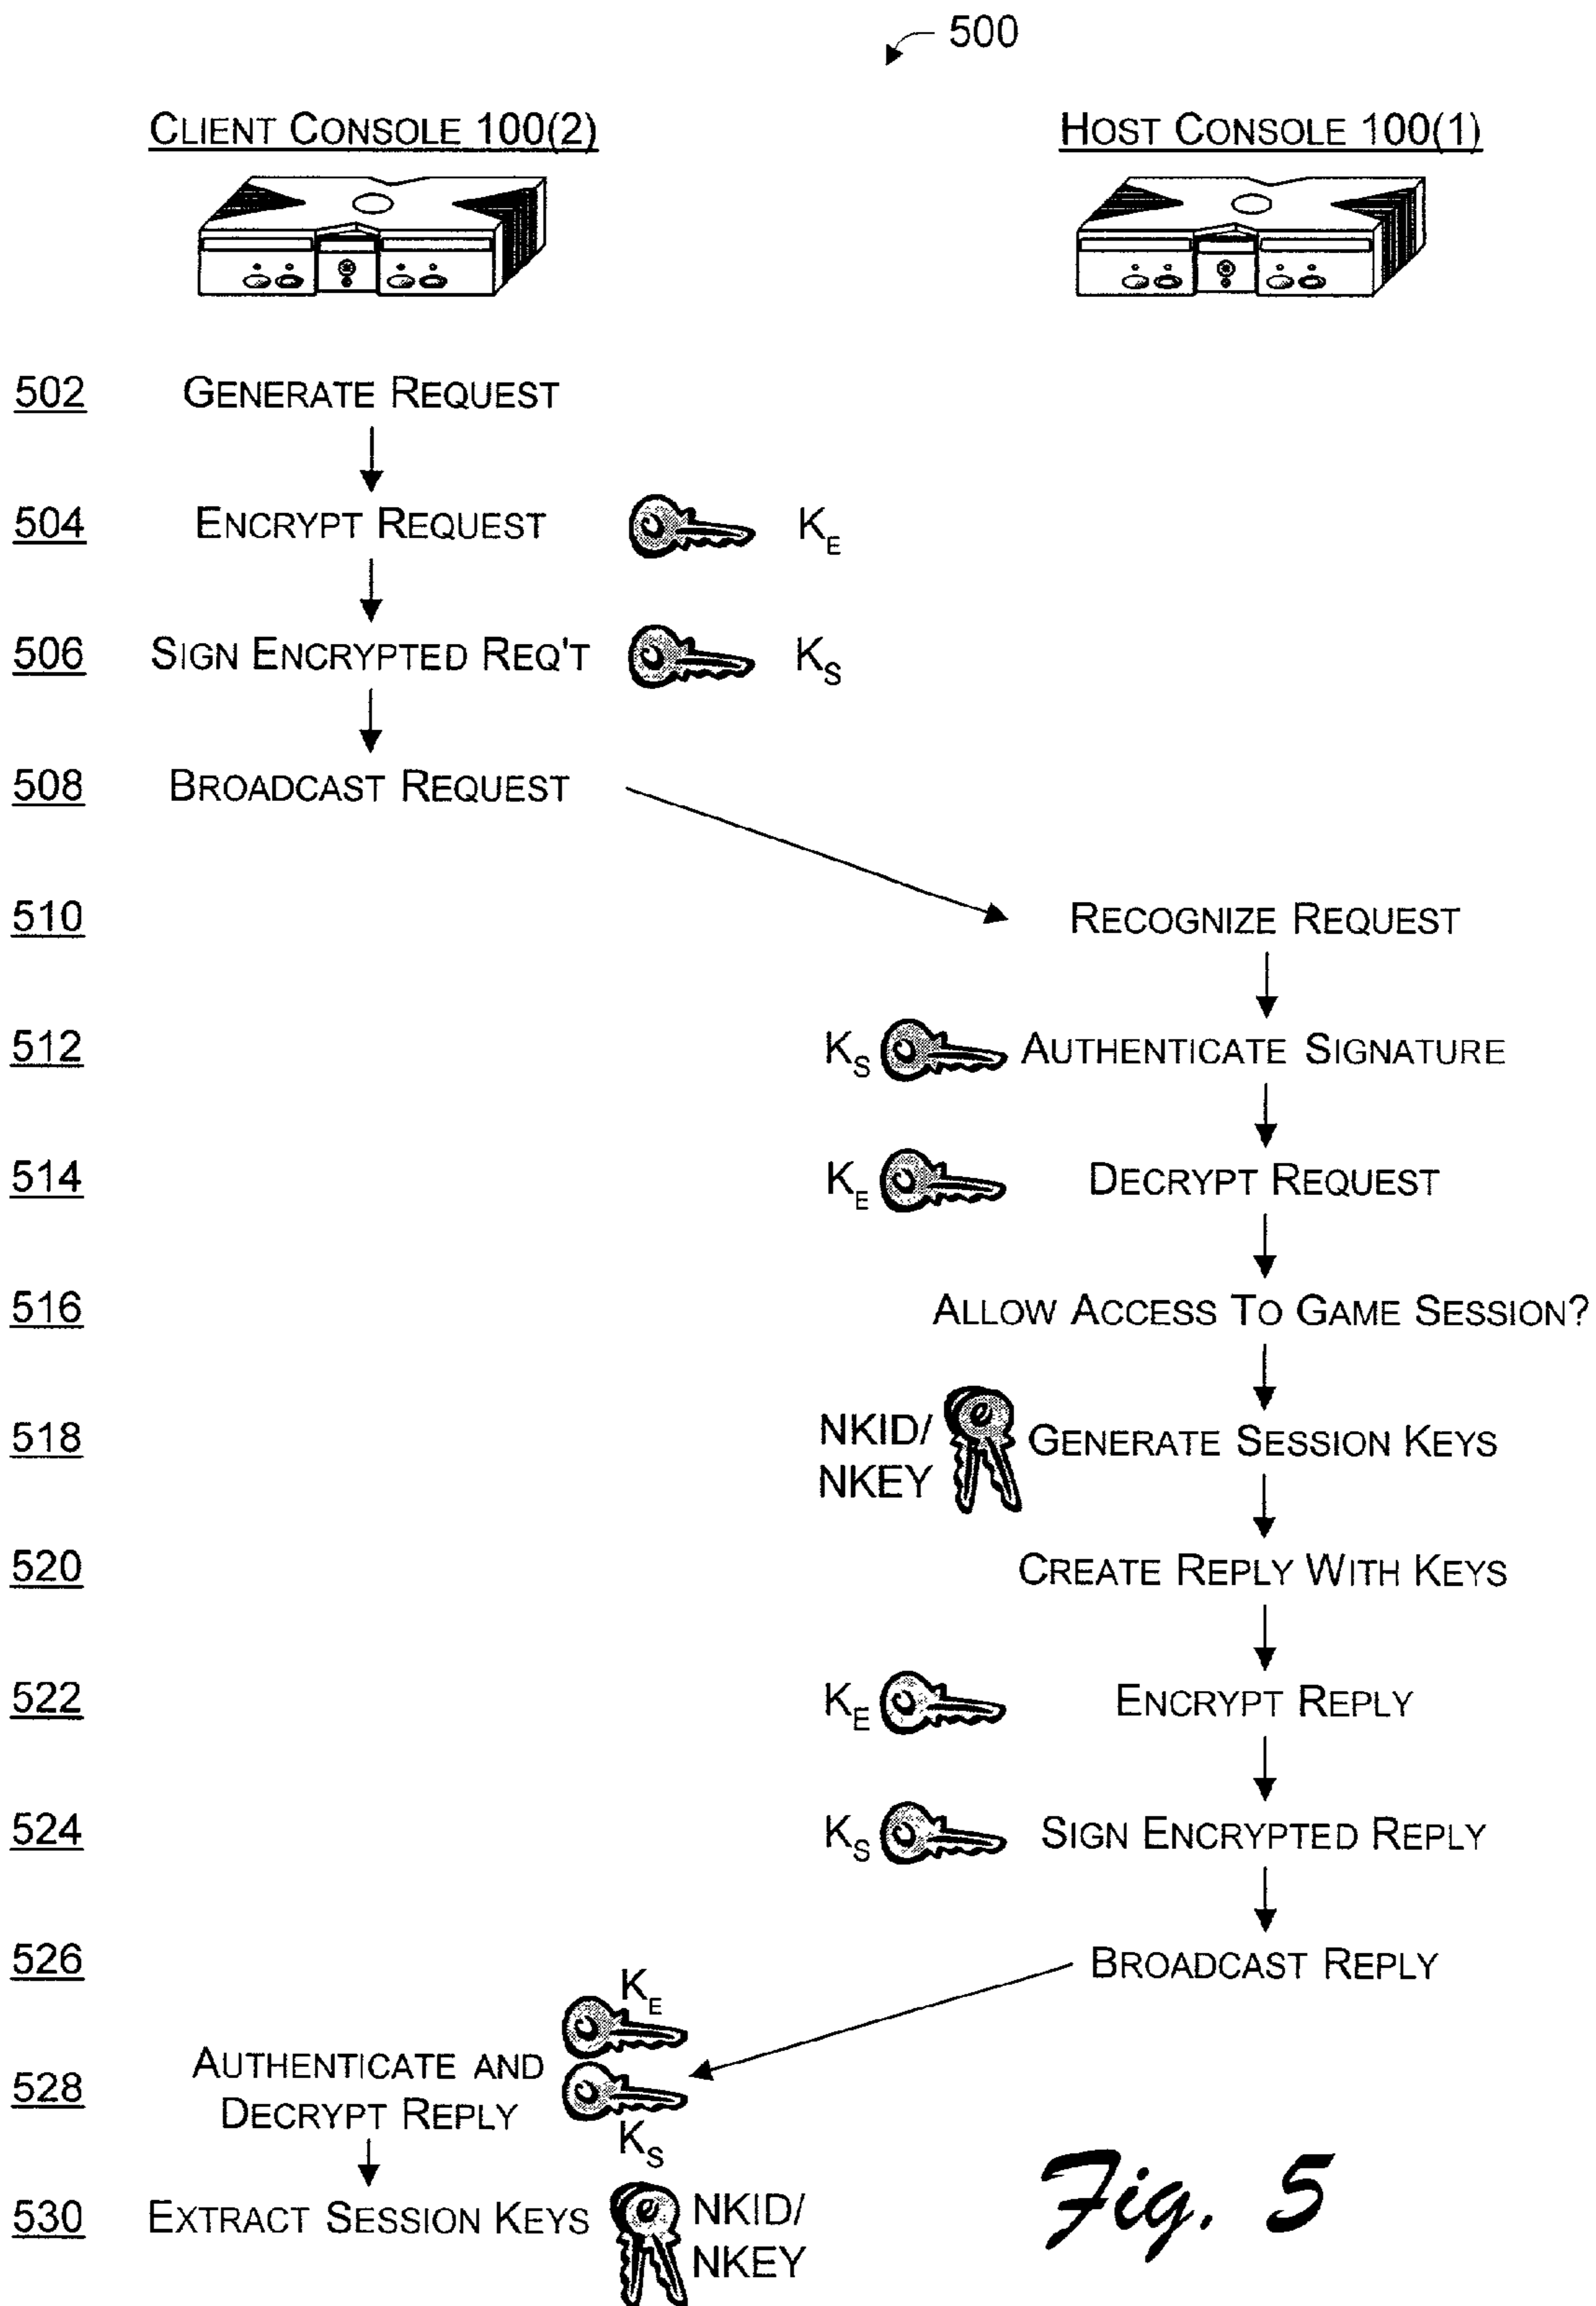 500
CLIENT CONSOLE 100(2)
HOST CONSOLE 100(1)
502 GENERATE REQUEST
504 ENCRYPT REQUEST KE
506 SIGN ENCRYPTED REQ'T KS
508 BROADCAST REQUEST
510 RECOGNIZE REQUEST
512 KS AUTHENTICATE SIGNATURE
514 KE DECRYPT REQUEST
516 ALLOW ACCESS TO GAME SESSION?
518 NKID/ GENERATE SESSION KEYS
NKEY
520 CREATE REPLY WITH KEYS
522 KE ENCRYPT REPLY
524 KS SIGN ENCRYPTED REPLY
526 BROADCAST REPLY
KE
528 AUTHENTICATE AND
DECRYPT REPLY
KS
530 EXTRACT SESSION KEYS NKID/
NKEY
Fig. 5